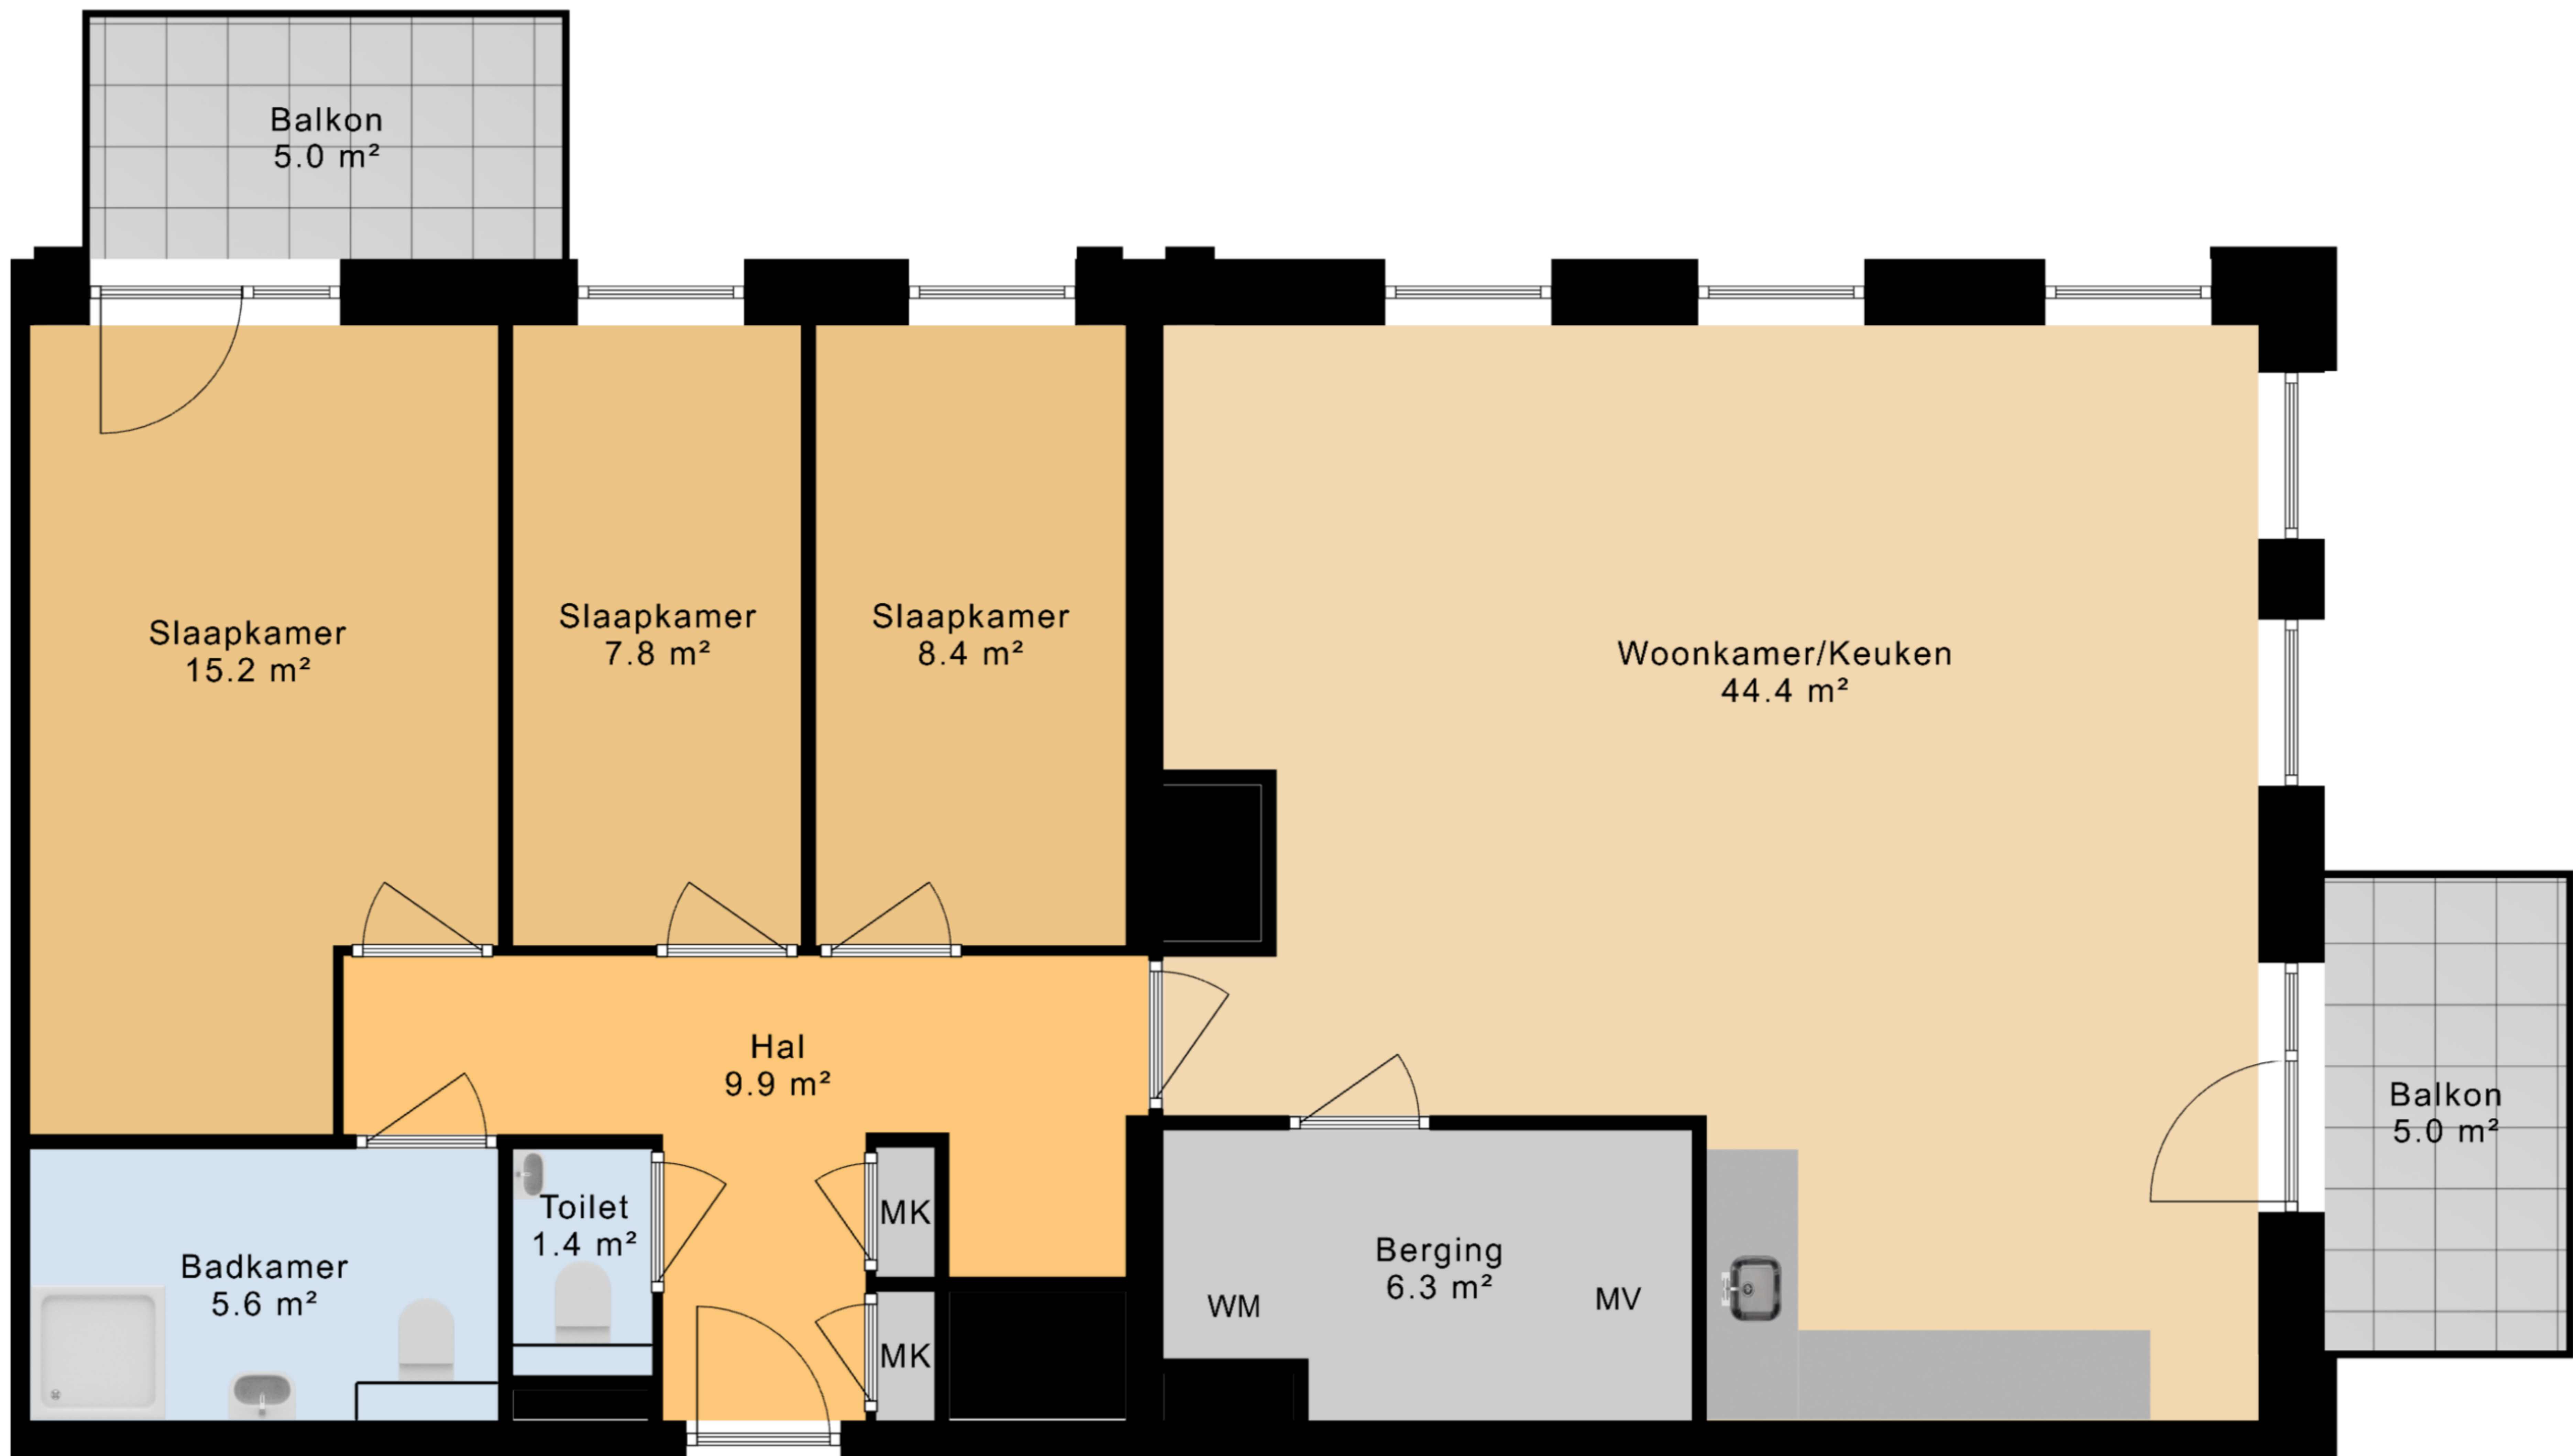 Balkon
5.0 m²
Slaapkamer
15.2 m²
Slaapkamer
7.8 m²
Slaapkamer
8.4 m²
Woonkamer/Keuken
44.4 m²
Hal
9.9 m²
Balkon
5.0 m²
Badkamer
5.6 m²
Toilet
1.4 m²
MK
MK
Berging
6.3 m²
WM
MV